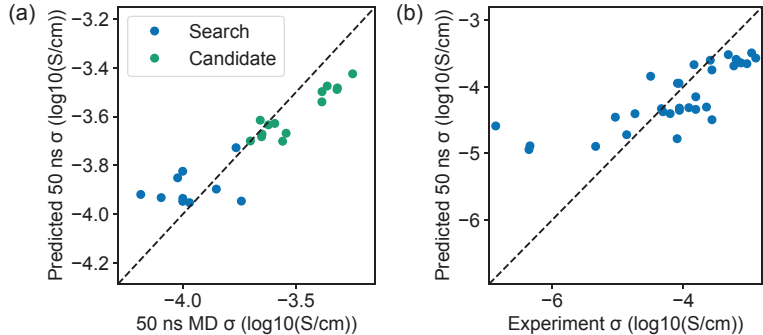 (a)
Predicted 50 ns σ (log10(S/cm))
−3.2
−3.4
−3.6
−3.8
−4.0
−4.2
Search
Candidate
−4.0
−3.5
50 ns MD σ (log10(S/cm))
(b)
Predicted 50 ns σ (log10(S/cm))
−3
−4
−5
−6
−6
−4
Experiment σ (log10(S/cm))